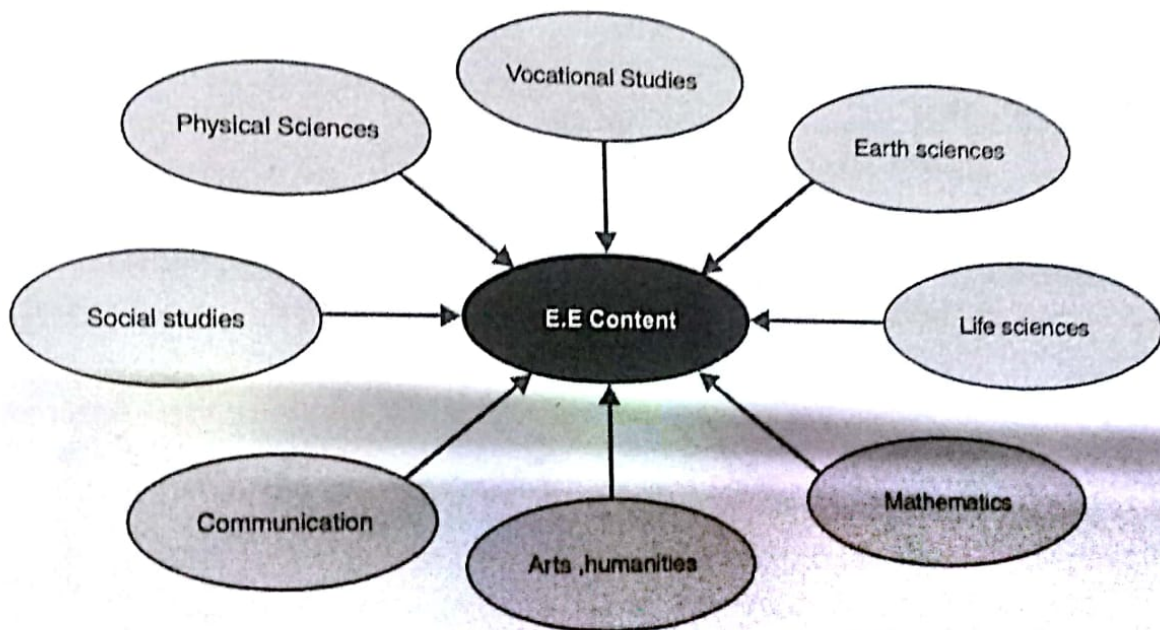 Vocational Studies
Physical Sciences
Earth sciences
Social studies
E.E Content
Life sciences
Communication
Arts ,humanities
Mathematics